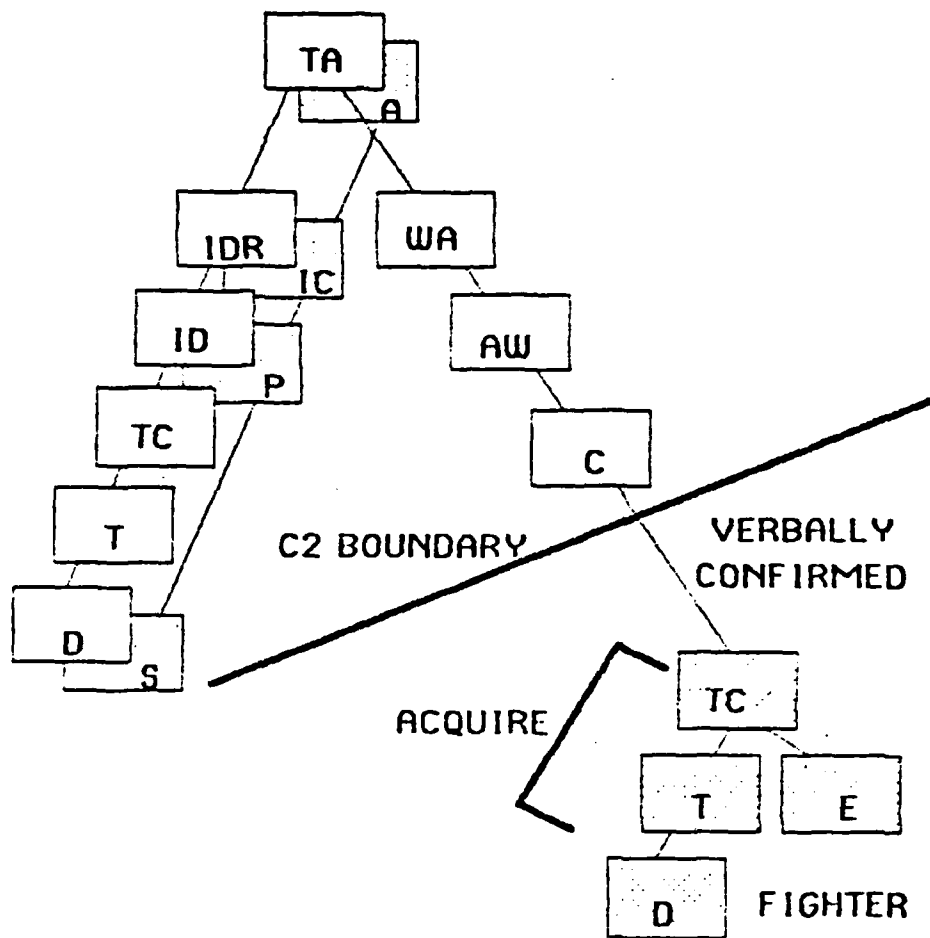 TA
A
IDR
IC
WA
ID
P
AW
TC
C
T
C2 BOUNDARY
VERBALLY
CONFIRMED
D
S
TC
ACQUIRE
T
E
D
FIGHTER